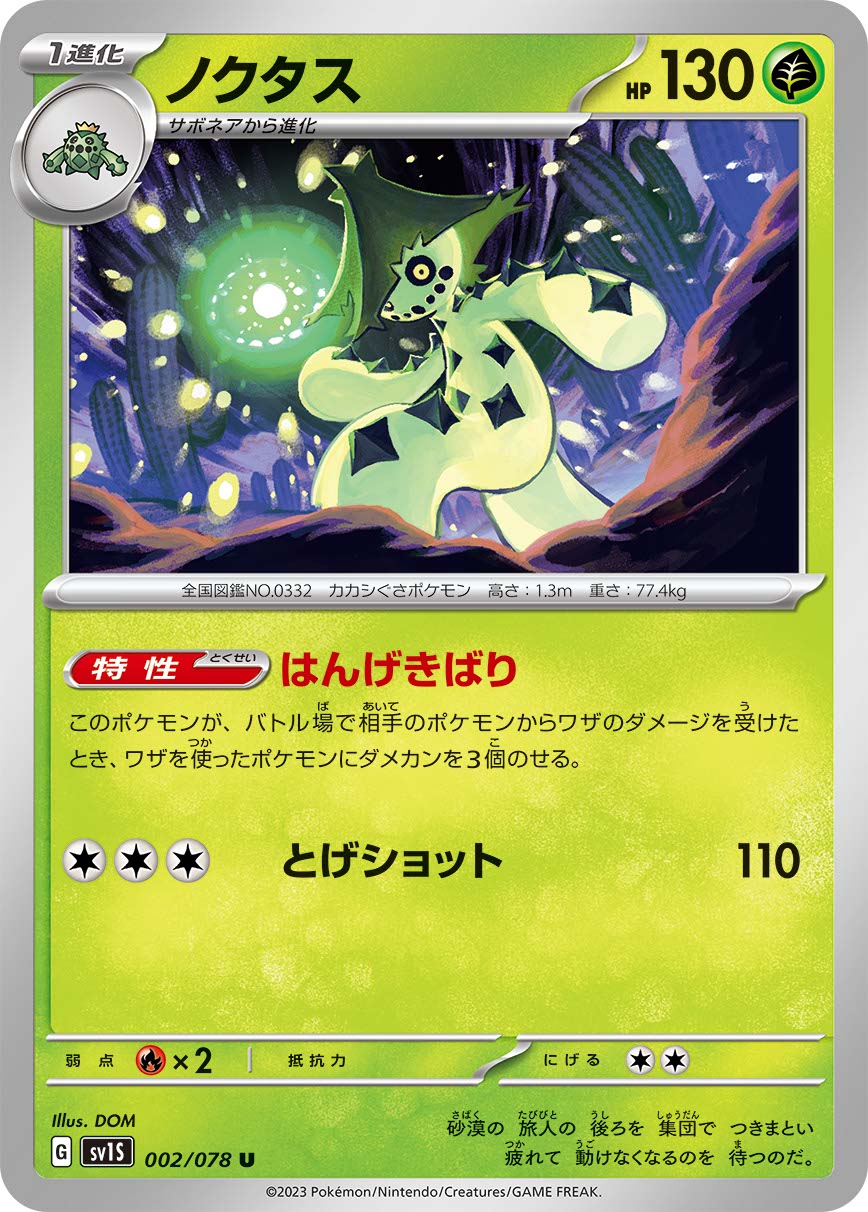 1進化
ノクタス
HP 130
サボネアから進化
全国図鑑NO.0332 カカシぐさポケモン 高さ:1.3m 重さ:77.4kg
特性 とくせい はんげきばり
このポケモンが、バトル場で相手のポケモンからワザのダメージを受けた
とき、ワザを使ったポケモンにダメカンを3個のせる。
とげショット 110
弱点 ×2 抵抗力 にげる
Illus. DOM
砂漠の 旅人の 後ろを 集団で つきまとい
疲れて 動けなくなるのを 待つのだ。
G sv1S 002/078 U
©2023 Pokémon/Nintendo/Creatures/GAME FREAK.